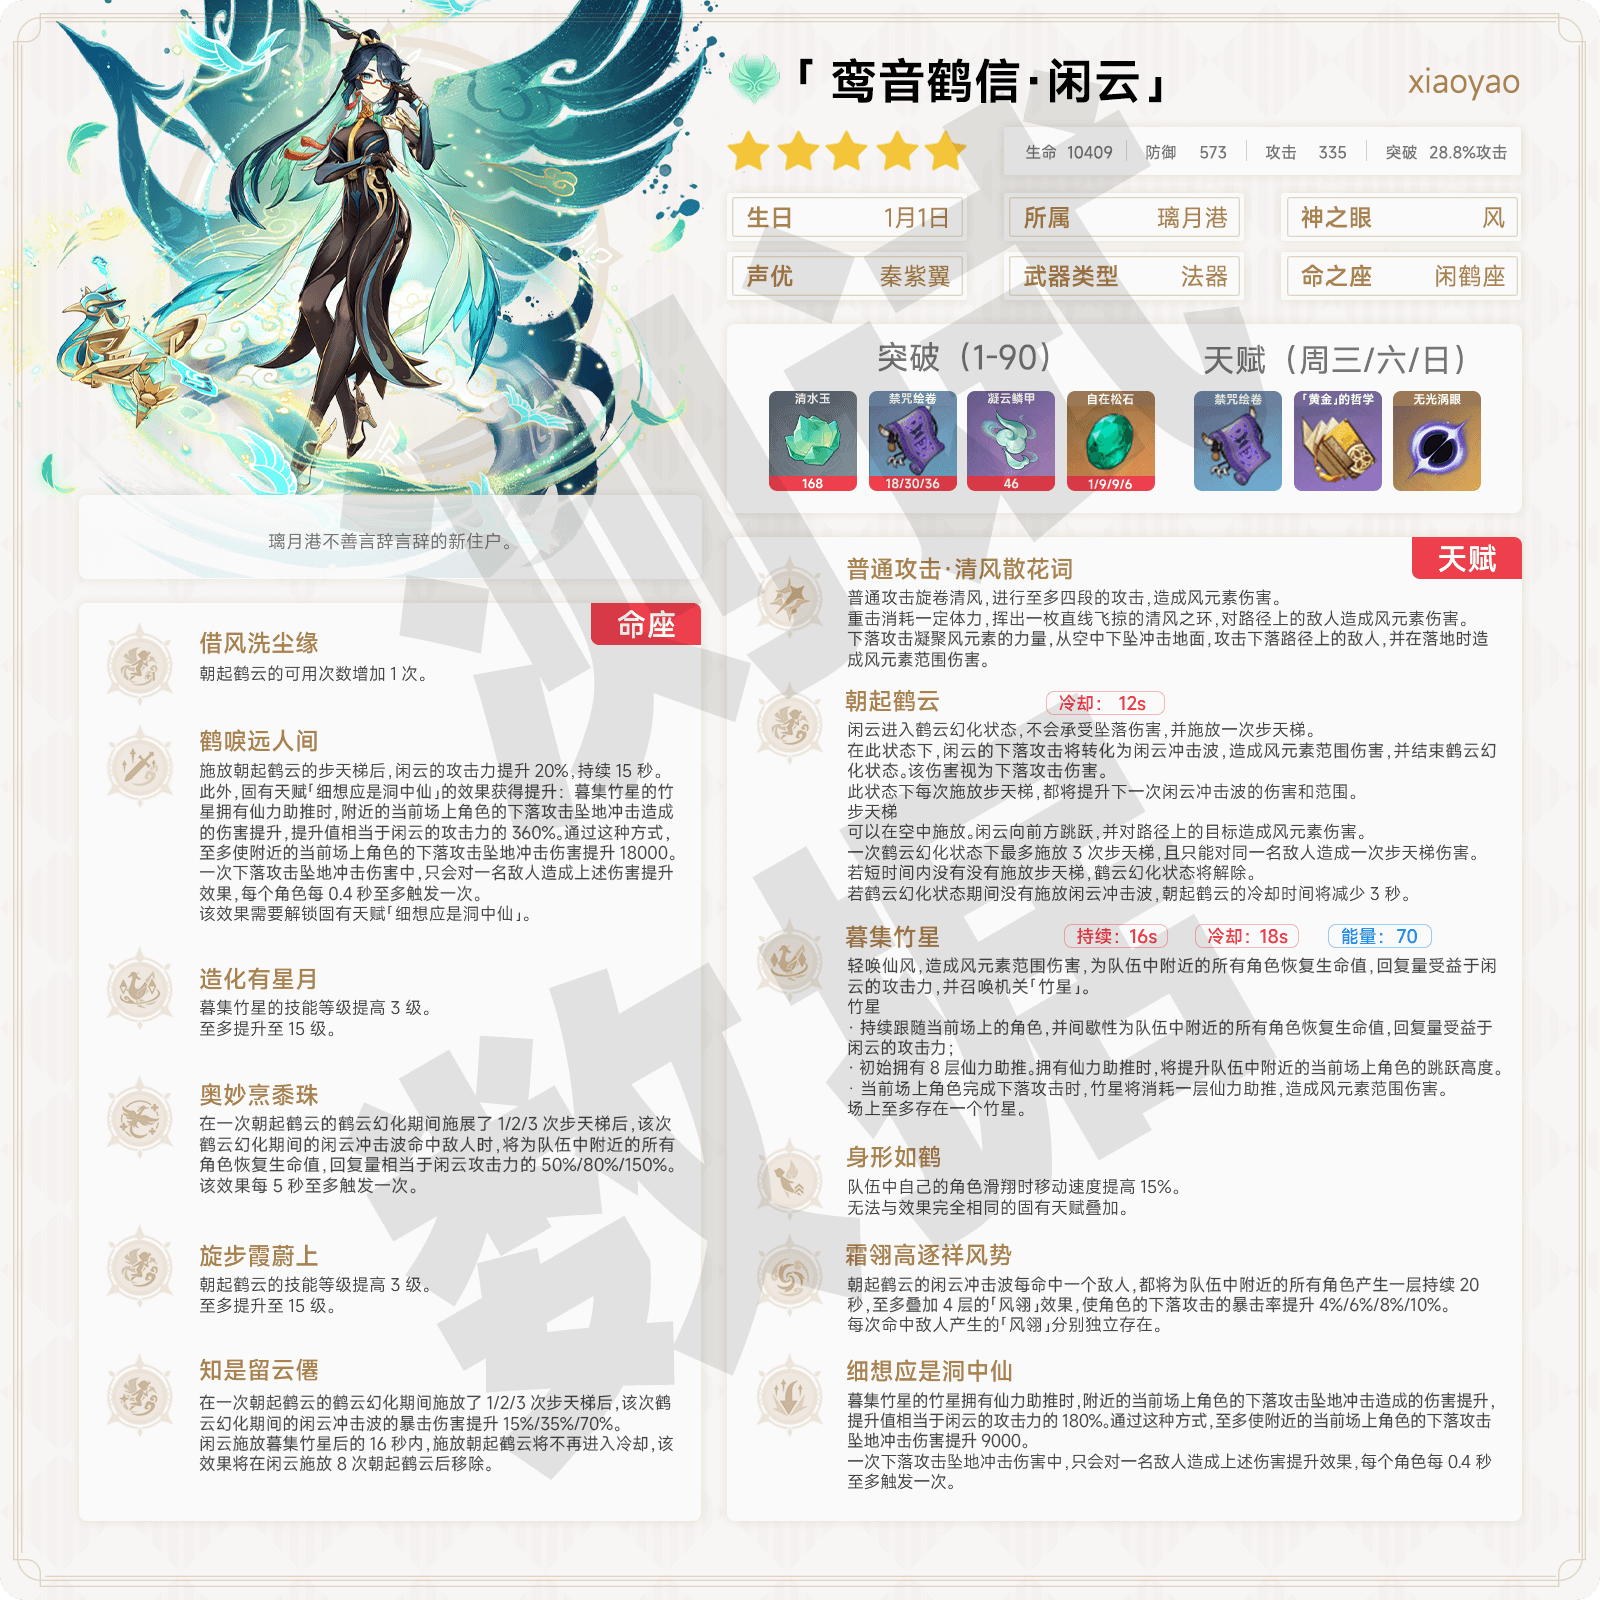 「鸾音鹤信·闲云」
xiaoyao
生命 10409 防御 573 攻击 335 突破 28.8%攻击
生日 1月1日 所属 璃月港 神之眼 风
声优 秦紫翼 武器类型 法器 命之座 闲鹤座
突破（1-90） 天赋（周三/六/日）
清水玉 禁咒绘卷 凝云鳞甲 自在松石 禁咒绘卷 「黄金」的哲学 无光涡眼
168 18/30/36 46 1/9/9/6
璃月港不善言辞言辞的新住户。
命座
借风洗尘缘
朝起鹤云的可用次数增加 1 次。
鹤唳远人间
施放朝起鹤云的步天梯后，闲云的攻击力提升 20%，持续 15 秒。
此外，固有天赋「细想应是洞中仙」的效果获得提升：暮集竹星的竹
星拥有仙力助推时，附近的当前场上角色的下落攻击坠地冲击造成
的伤害提升，提升值相当于闲云的攻击力的 360%。通过这种方式，
至多使附近的当前场上角色的下落攻击坠地冲击伤害提升 18000。
一次下落攻击坠地冲击伤害中，只会对一名敌人造成上述伤害提升
效果，每个角色每 0.4 秒至多触发一次。
该效果需要解锁固有天赋「细想应是洞中仙」。
造化有星月
暮集竹星的技能等级提高 3 级。
至多提升至 15 级。
奥妙烹黍珠
在一次朝起鹤云的鹤云幻化期间施展了 1/2/3 次步天梯后，该次
鹤云幻化期间的闲云冲击波命中敌人时，将为队伍中附近的所有
角色恢复生命值，回复量相当于闲云攻击力的 50%/80%/150%。
该效果每 5 秒至多触发一次。
旋步霞蔚上
朝起鹤云的技能等级提高 3 级。
至多提升至 15 级。
知是留云僊
在一次朝起鹤云的鹤云幻化期间施放了 1/2/3 次步天梯后，该次鹤
云幻化期间的闲云冲击波的暴击伤害提升 15%/35%/70%。
闲云施放暮集竹星后的 16 秒内，施放朝起鹤云将不再进入冷却，该
效果将在闲云施放 8 次朝起鹤云后移除。
天赋
普通攻击·清风散花词
普通攻击旋卷清风，进行至多四段的攻击，造成风元素伤害。
重击消耗一定体力，挥出一枚直线飞掠的清风之环，对路径上的敌人造成风元素伤害。
下落攻击凝聚风元素的力量，从空中下坠冲击地面，攻击下落路径上的敌人，并在落地时造
成风元素范围伤害。
朝起鹤云 冷却： 12s
闲云进入鹤云幻化状态，不会承受坠落伤害，并施放一次步天梯。
在此状态下，闲云的下落攻击将转化为闲云冲击波，造成风元素范围伤害，并结束鹤云幻
化状态。该伤害视为下落攻击伤害。
此状态下每次施放步天梯，都将提升下一次闲云冲击波的伤害和范围。
步天梯
可以在空中施放。闲云向前方跳跃，并对路径上的目标造成风元素伤害。
一次鹤云幻化状态下最多施放 3 次步天梯，且只能对同一名敌人造成一次步天梯伤害。
若短时间内没有没有施放步天梯，鹤云幻化状态将解除。
若鹤云幻化状态期间没有施放闲云冲击波，朝起鹤云的冷却时间将减少 3 秒。
暮集竹星 持续：16s 冷却：18s 能量：70
轻唤仙风，造成风元素范围伤害，为队伍中附近的所有角色恢复生命值，回复量受益于闲
云的攻击力，并召唤机关「竹星」。
竹星
· 持续跟随当前场上的角色，并间歇性为队伍中附近的所有角色恢复生命值，回复量受益于
闲云的攻击力；
· 初始拥有 8 层仙力助推。拥有仙力助推时，将提升队伍中附近的当前场上角色的跳跃高度。
· 当前场上角色完成下落攻击时，竹星将消耗一层仙力助推，造成风元素范围伤害。
场上至多存在一个竹星。
身形如鹤
队伍中自己的角色滑翔时移动速度提高 15%。
无法与效果完全相同的固有天赋叠加。
霜翎高逐祥风势
朝起鹤云的闲云冲击波每命中一个敌人，都将为队伍中附近的所有角色产生一层持续 20
秒，至多叠加 4 层的「风翎」效果，使角色的下落攻击的暴击率提升 4%/6%/8%/10%。
每次命中敌人产生的「风翎」分别独立存在。
细想应是洞中仙
暮集竹星的竹星拥有仙力助推时，附近的当前场上角色的下落攻击坠地冲击造成的伤害提升，
提升值相当于闲云的攻击力的 180%。通过这种方式，至多使附近的当前场上角色的下落攻击
坠地冲击伤害提升 9000。
一次下落攻击坠地冲击伤害中，只会对一名敌人造成上述伤害提升效果，每个角色每 0.4 秒
至多触发一次。
测试
数据